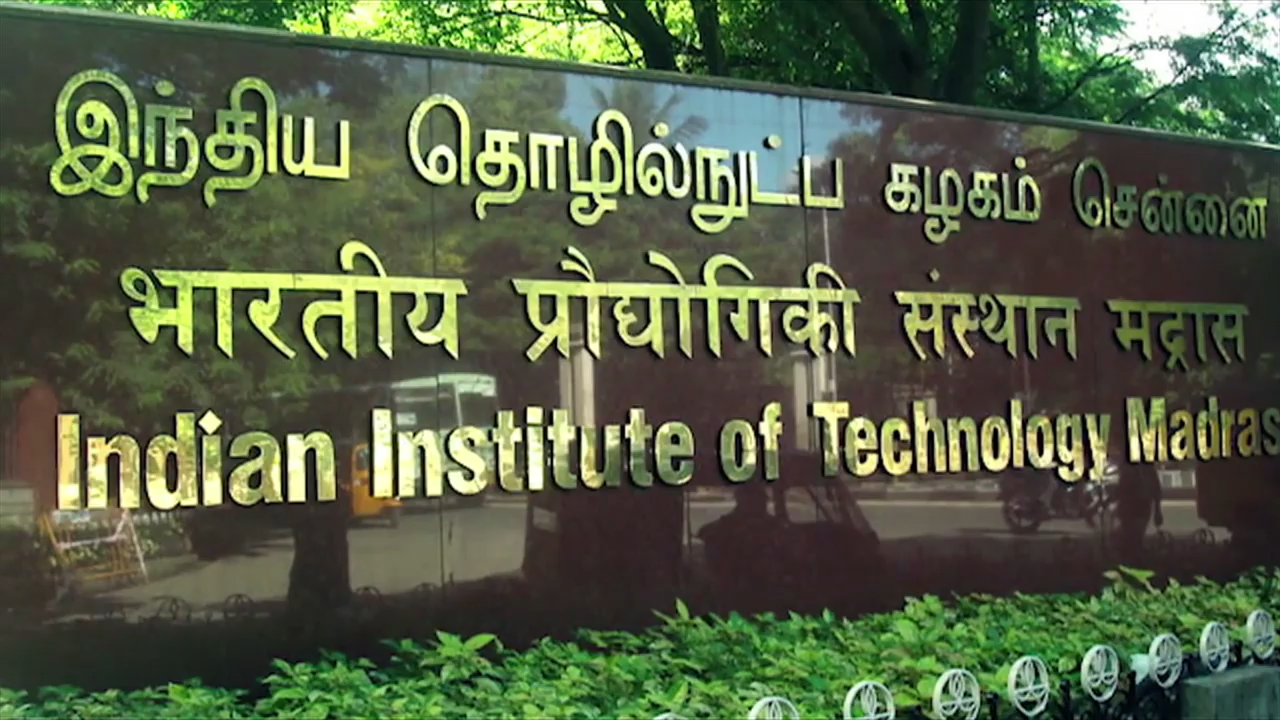 இந்திய தொழில்நுட்ப கழகம் சென்னை
भारतीय प्रौद्योगिकी संस्थान मद्रास
Indian Institute of Technology Madras